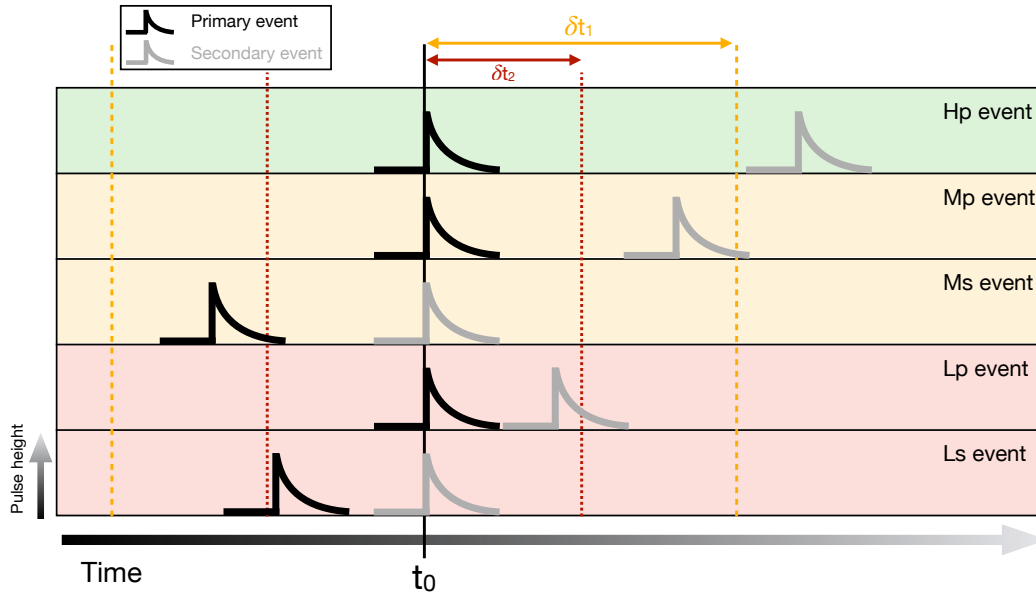 Primary event
Secondary event
δt₁
δt₂
Hp event
Mp event
Ms event
Lp event
Ls event
Pulse height
Time
t₀